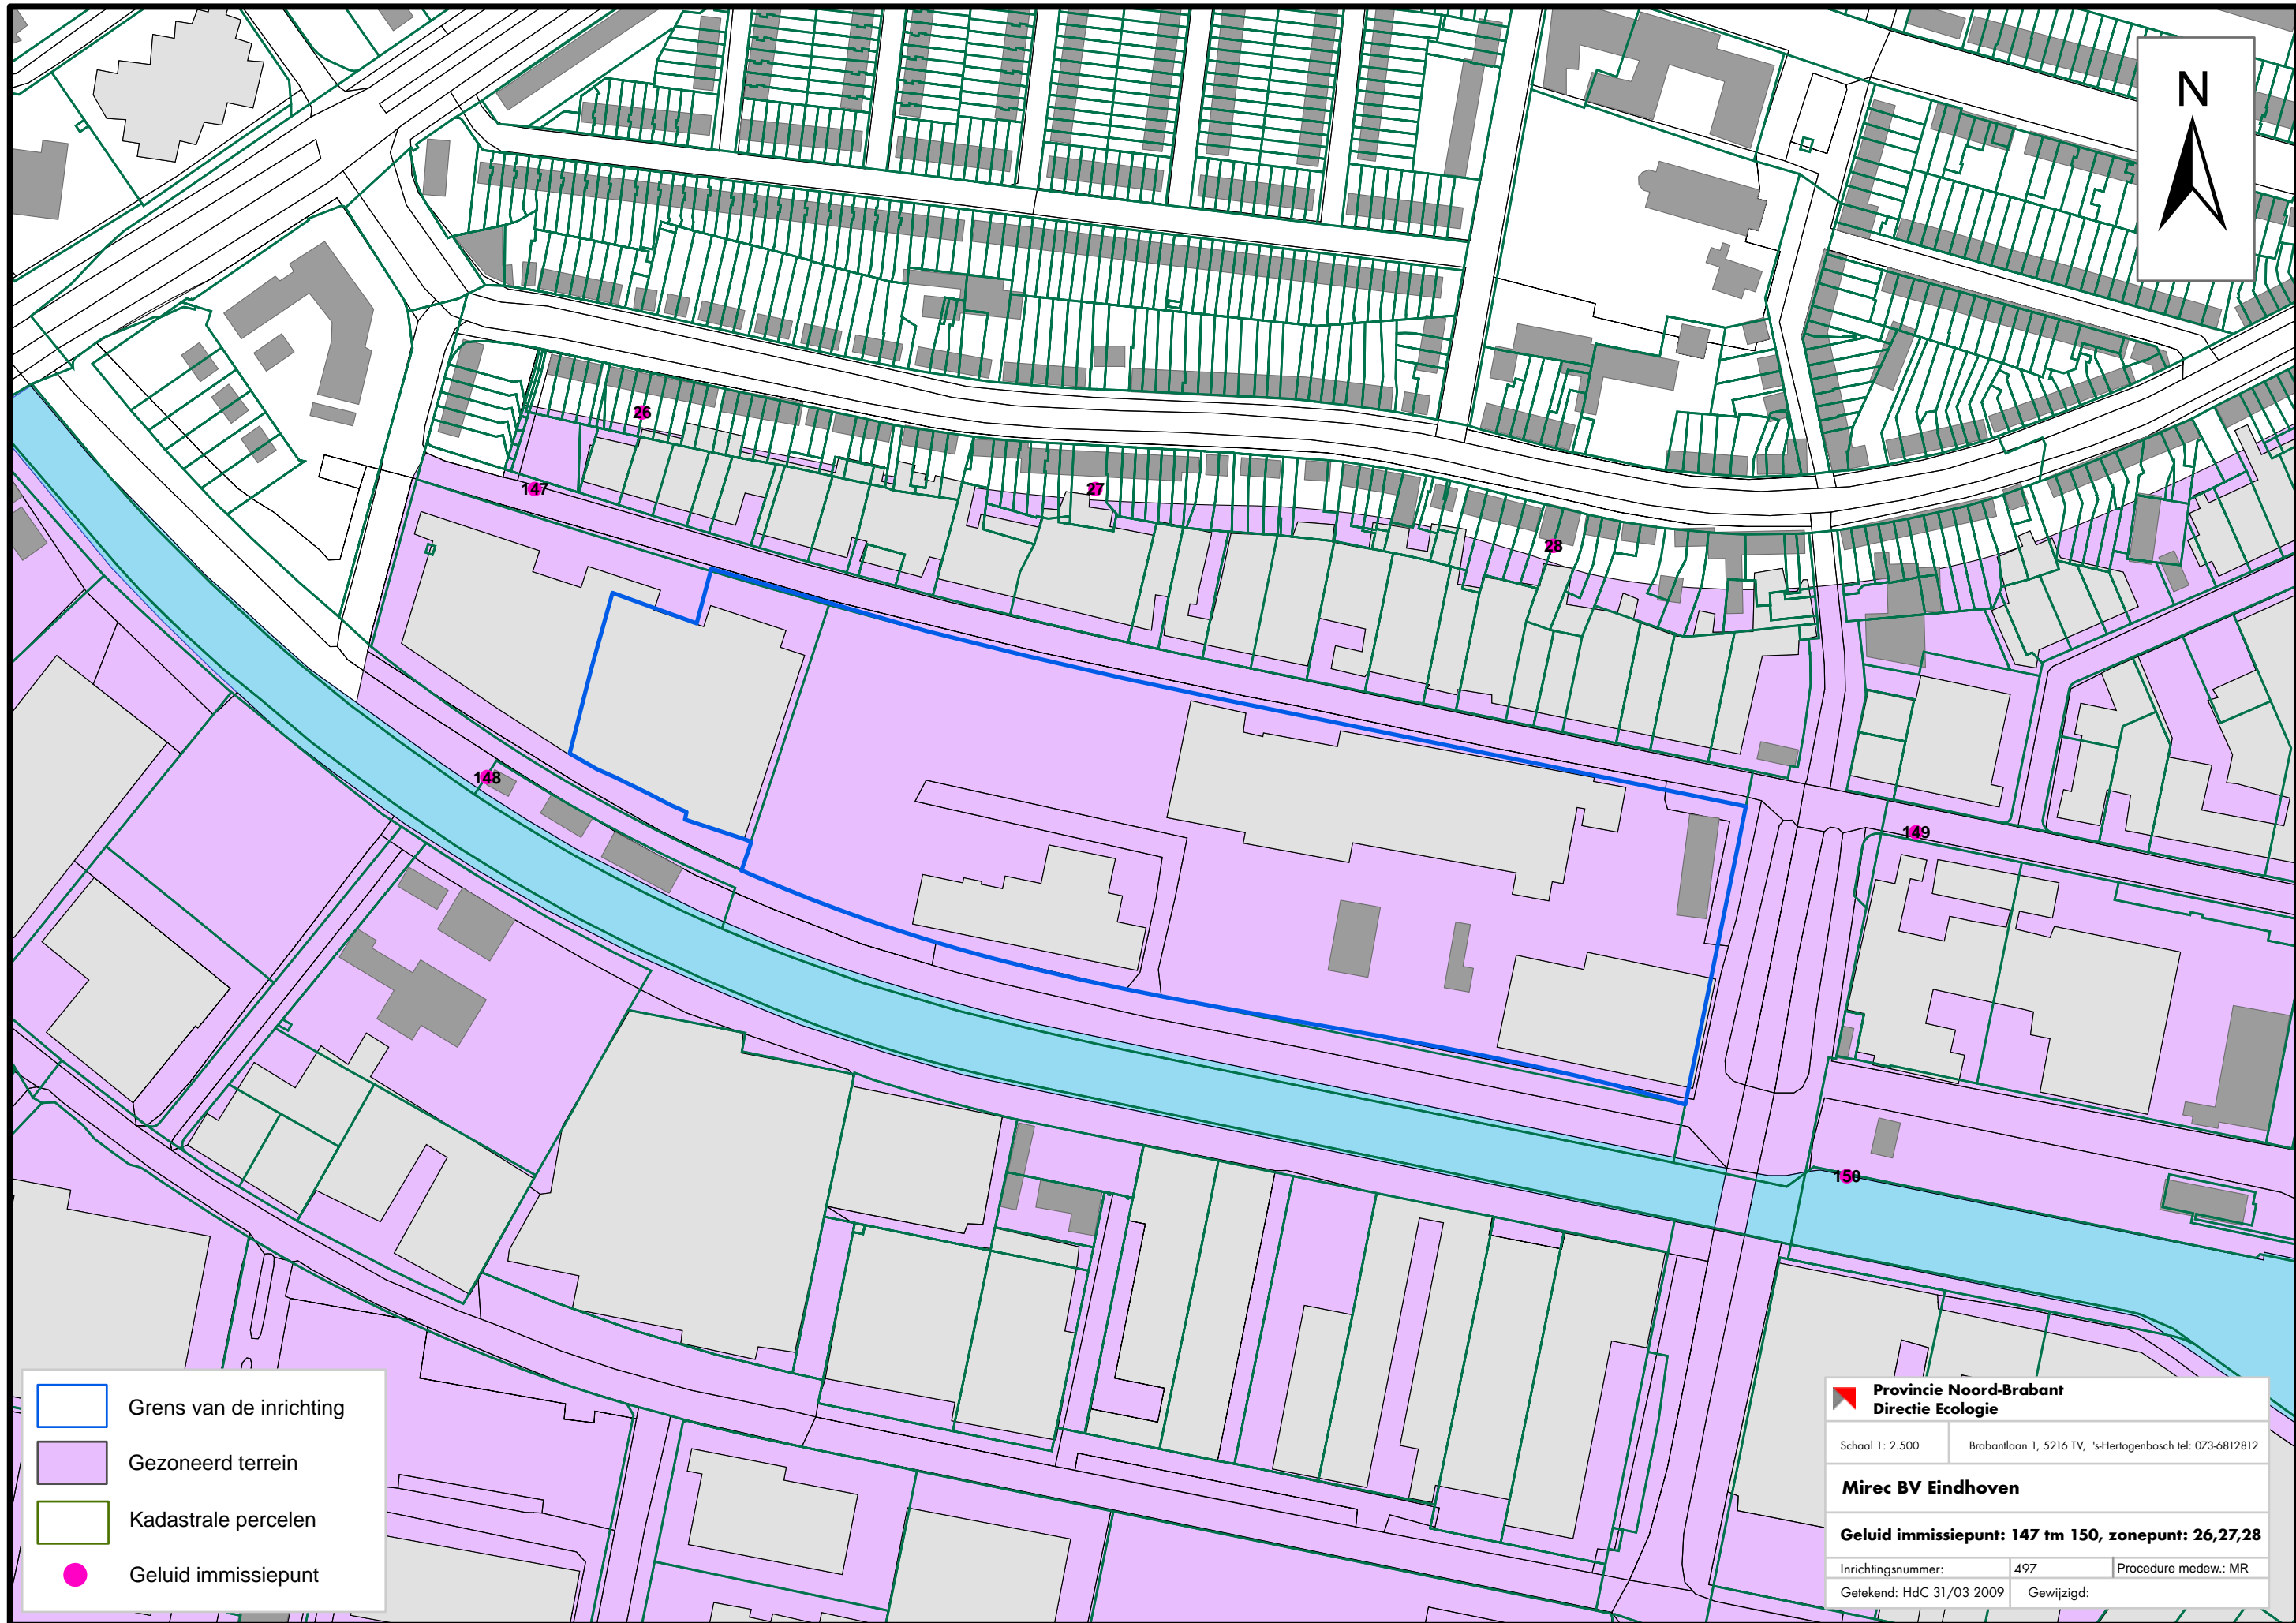 N
26
147
27
28
148
149
150
Grens van de inrichting
Gezoneerd terrein
Kadastrale percelen
Geluid immissiepunt
Provincie Noord-Brabant
Directie Ecologie
Schaal 1: 2.500
Brabantlaan 1, 5216 TV, 's-Hertogenbosch tel: 073-6812812
Mirec BV Eindhoven
Geluid immissiepunt: 147 tm 150, zonepunt: 26,27,28
Inrichtingsnummer: 497 Procedure medew.: MR
Getekend: HdC 31/03 2009 Gewijzigd: